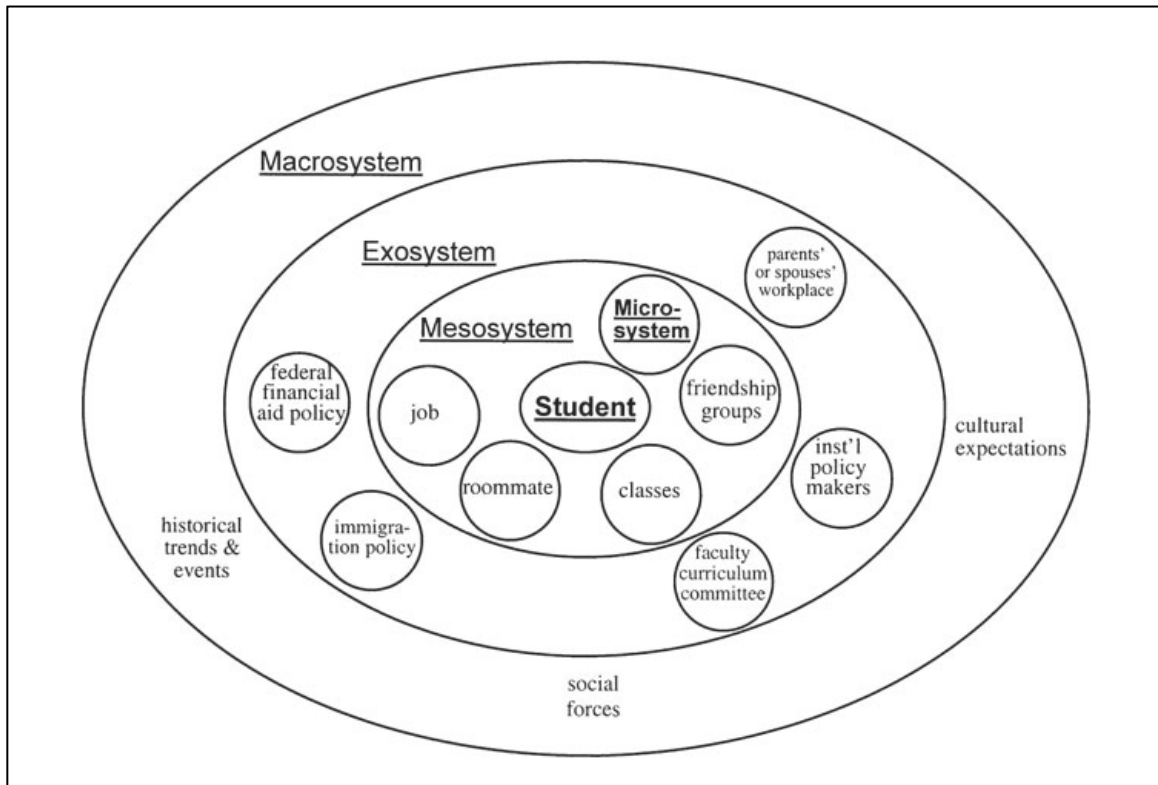 Macrosystem
Exosystem
parents'
or spouses'
workplace
Micro-
system
Mesosystem
federal
financial
aid policy
job
Student
friendship
groups
cultural
expectations
inst'l
policy
makers
roommate
classes
historical
trends &
events
immigra-
tion policy
faculty
curriculum
committee
social
forces